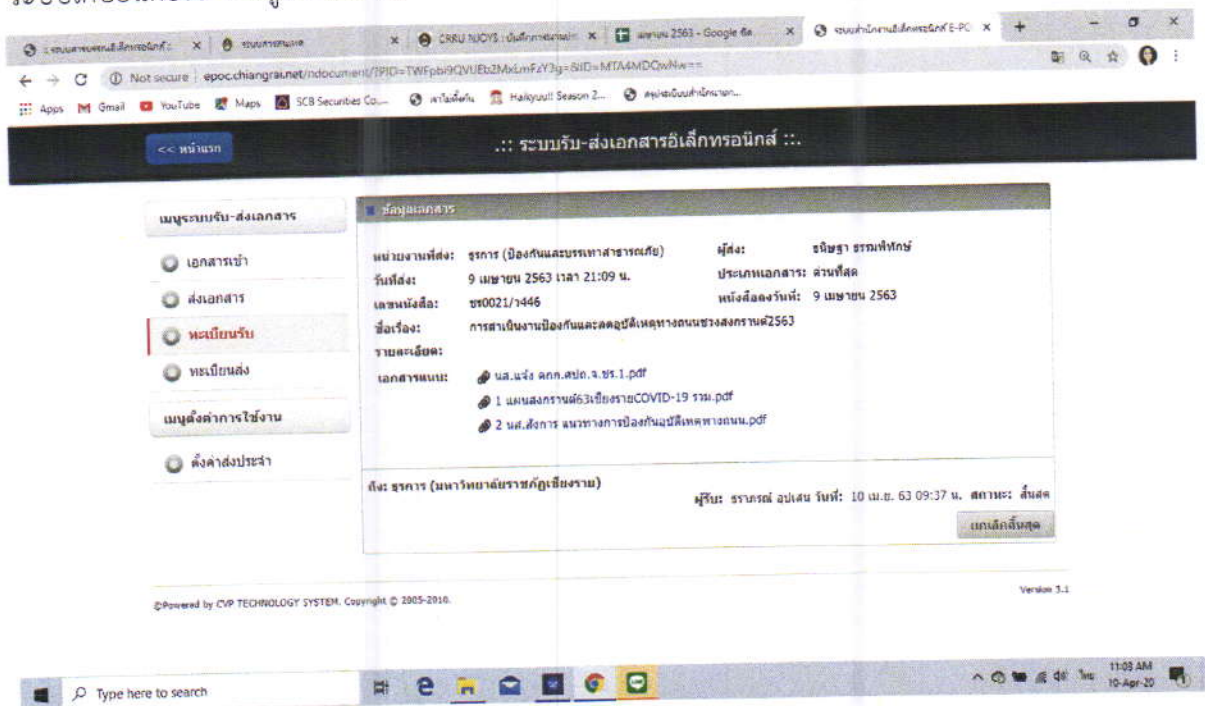 CRRU NUOYS :
เมษายน 2563 - Google ชีต
Not secure epoc.chiangrai.net/ndocument/
Apps Gmail YouTube Maps SCB Securities Co... Haikyuu!! Season 2...
<< หน้าแรก
.:: ระบบรับ-ส่งเอกสารอิเล็กทรอนิกส์ ::.
เมนูระบบรับ-ส่งเอกสาร
เอกสารเข้า
ส่งเอกสาร
ทะเบียนรับ
ทะเบียนส่ง
เมนูตั้งค่าการใช้งาน
ตั้งค่าส่งประจำ
ข้อมูลเอกสาร
หน่วยงานที่ส่ง: ธุรการ (ป้องกันและบรรเทาสาธารณภัย) ผู้ส่ง: ธนิษฐา ธรรมพิทักษ์
วันที่ส่ง: 9 เมษายน 2563 เวลา 21:09 น. ประเภทเอกสาร: ด่วนที่สุด
เลขหนังสือ: ชร0021/ว446 หนังสือลงวันที่: 9 เมษายน 2563
ชื่อเรื่อง: การดำเนินงานป้องกันและลดอุบัติเหตุทางถนนช่วงสงกรานต์2563
รายละเอียด:
เอกสารแนบ: นส.แจ้ง คกก.ศปถ.จ.ชร.1.pdf
1 แผนสงกรานต์63เชียงรายCOVID-19 รวม.pdf
2 นส.สั่งการ แนวทางการป้องกันอุบัติเหตุทางถนน.pdf
ถึง: ธุรการ (มหาวิทยาลัยราชภัฏเชียงราย)
ผู้รับ: ธราภรณ์ อุปเสน วันที่: 10 เม.ย. 63 09:37 น. สถานะ: สิ้นสุด
ยกเลิกสิ้นสุด
©Powered by CVP TECHNOLOGY SYSTEM. Copyright © 2005-2010.
Version 3.1
Type here to search
11:03 AM
10-Apr-20